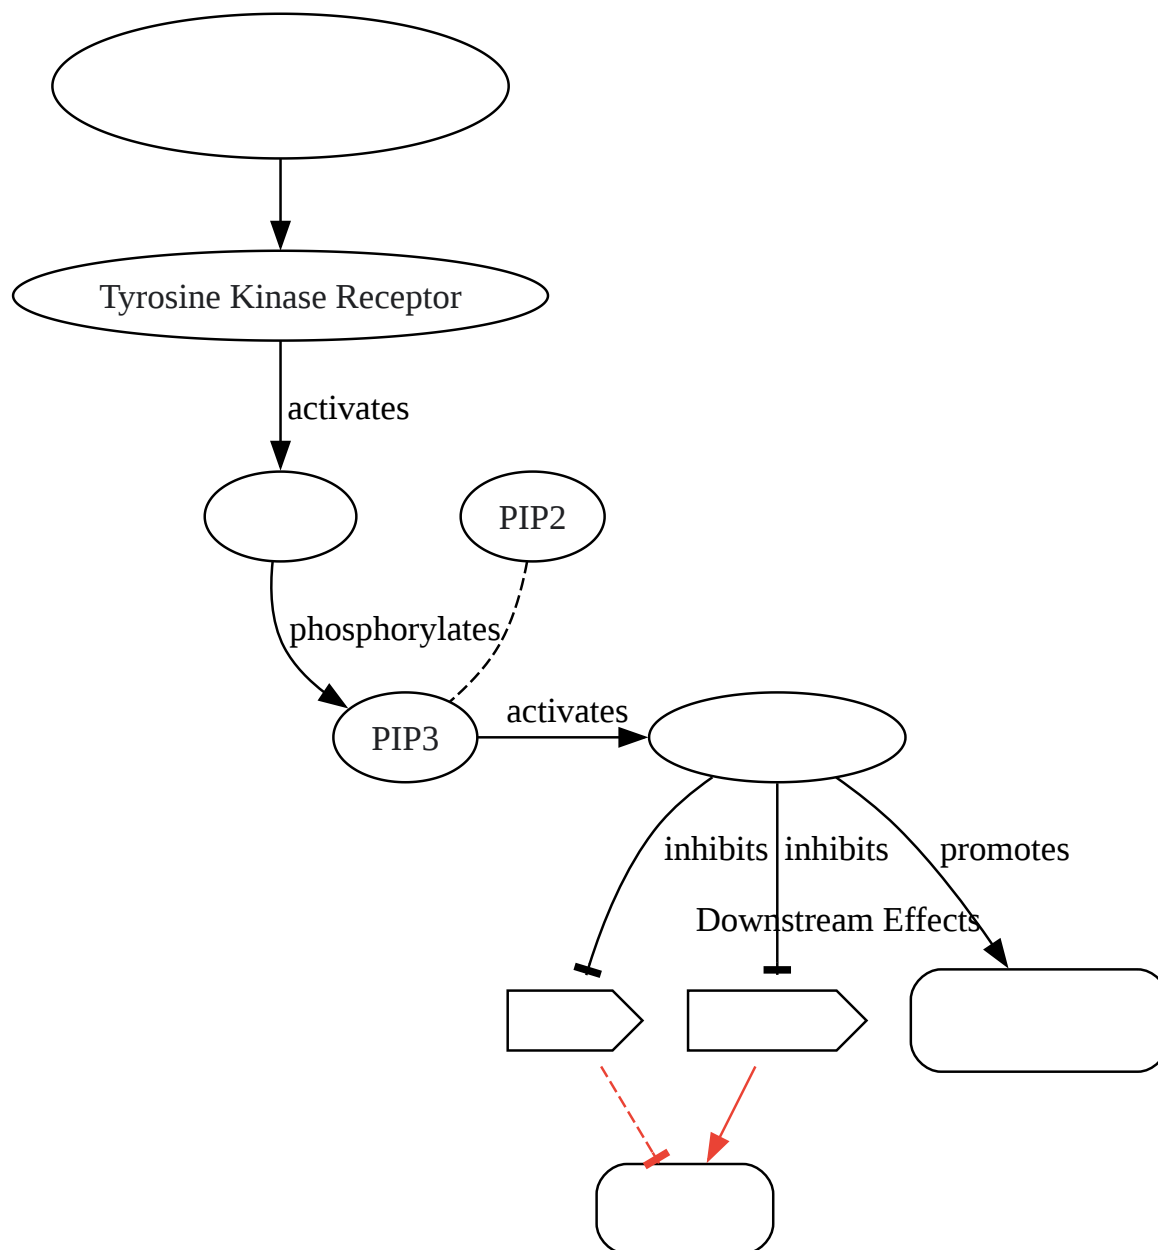 Tyrosine Kinase Receptor
activates
PIP2
phosphorylates
activates
PIP3
inhibits
inhibits
promotes
Downstream Effects